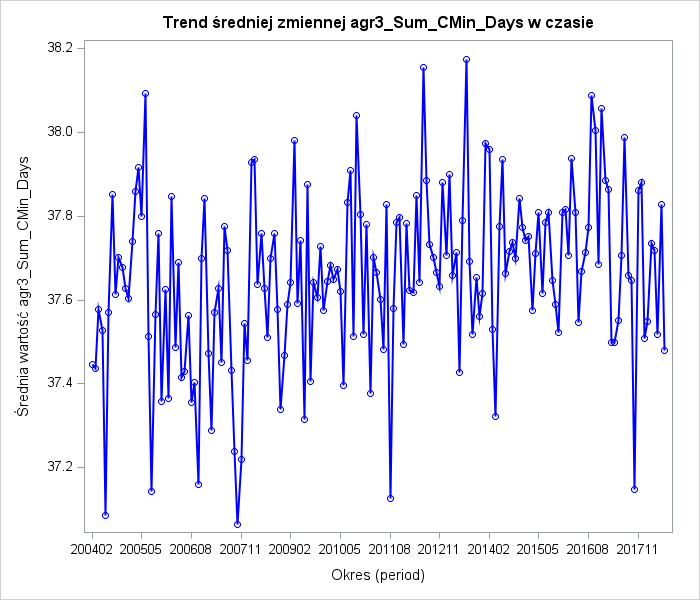 Trend średniej zmiennej agr3_Sum_CMin_Days w czasie
Średnia wartość agr3_Sum_CMin_Days
38.2
38.0
37.8
37.6
37.4
37.2
200402 200505 200608 200711 200902 201005 201108 201211 201402 201505 201608 201711
Okres (period)